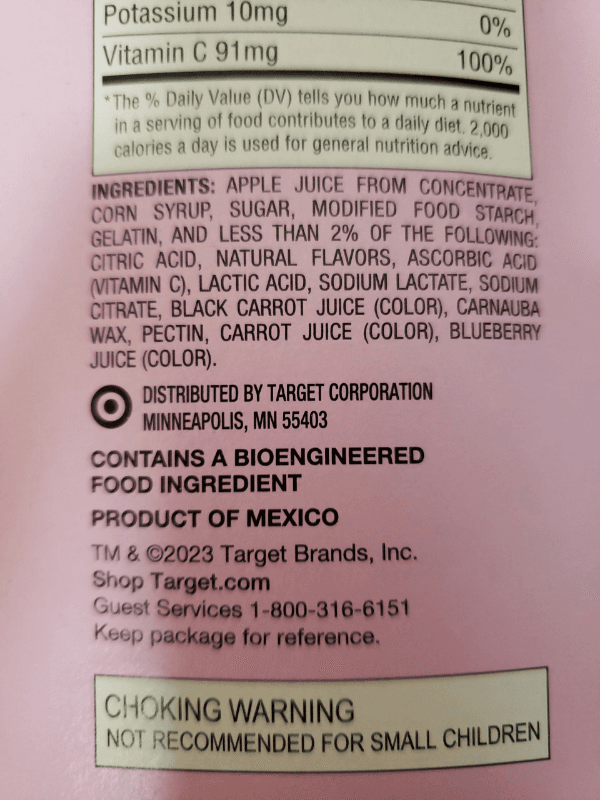 Potassium 10mg 0%
Vitamin C 91mg 100%
*The % Daily Value (DV) tells you how much a nutrient
in a serving of food contributes to a daily diet. 2,000
calories a day is used for general nutrition advice.
INGREDIENTS: APPLE JUICE FROM CONCENTRATE,
CORN SYRUP, SUGAR, MODIFIED FOOD STARCH,
GELATIN, AND LESS THAN 2% OF THE FOLLOWING:
CITRIC ACID, NATURAL FLAVORS, ASCORBIC ACID
(VITAMIN C), LACTIC ACID, SODIUM LACTATE, SODIUM
CITRATE, BLACK CARROT JUICE (COLOR), CARNAUBA
WAX, PECTIN, CARROT JUICE (COLOR), BLUEBERRY
JUICE (COLOR).
DISTRIBUTED BY TARGET CORPORATION
MINNEAPOLIS, MN 55403
CONTAINS A BIOENGINEERED
FOOD INGREDIENT
PRODUCT OF MEXICO
TM & ©2023 Target Brands, Inc.
Shop Target.com
Guest Services 1-800-316-6151
Keep package for reference.
CHOKING WARNING
NOT RECOMMENDED FOR SMALL CHILDREN